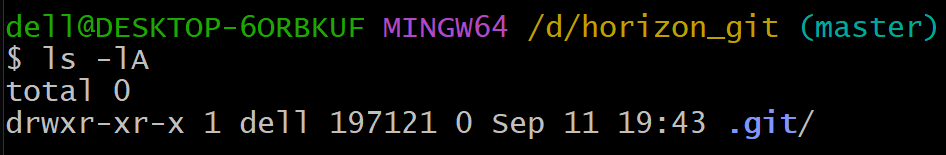 dell@DESKTOP-6ORBKUF MINGW64 /d/horizon_git (master)
$ ls -lA
total 0
drwxr-xr-x 1 dell 197121 0 Sep 11 19:43 .git/